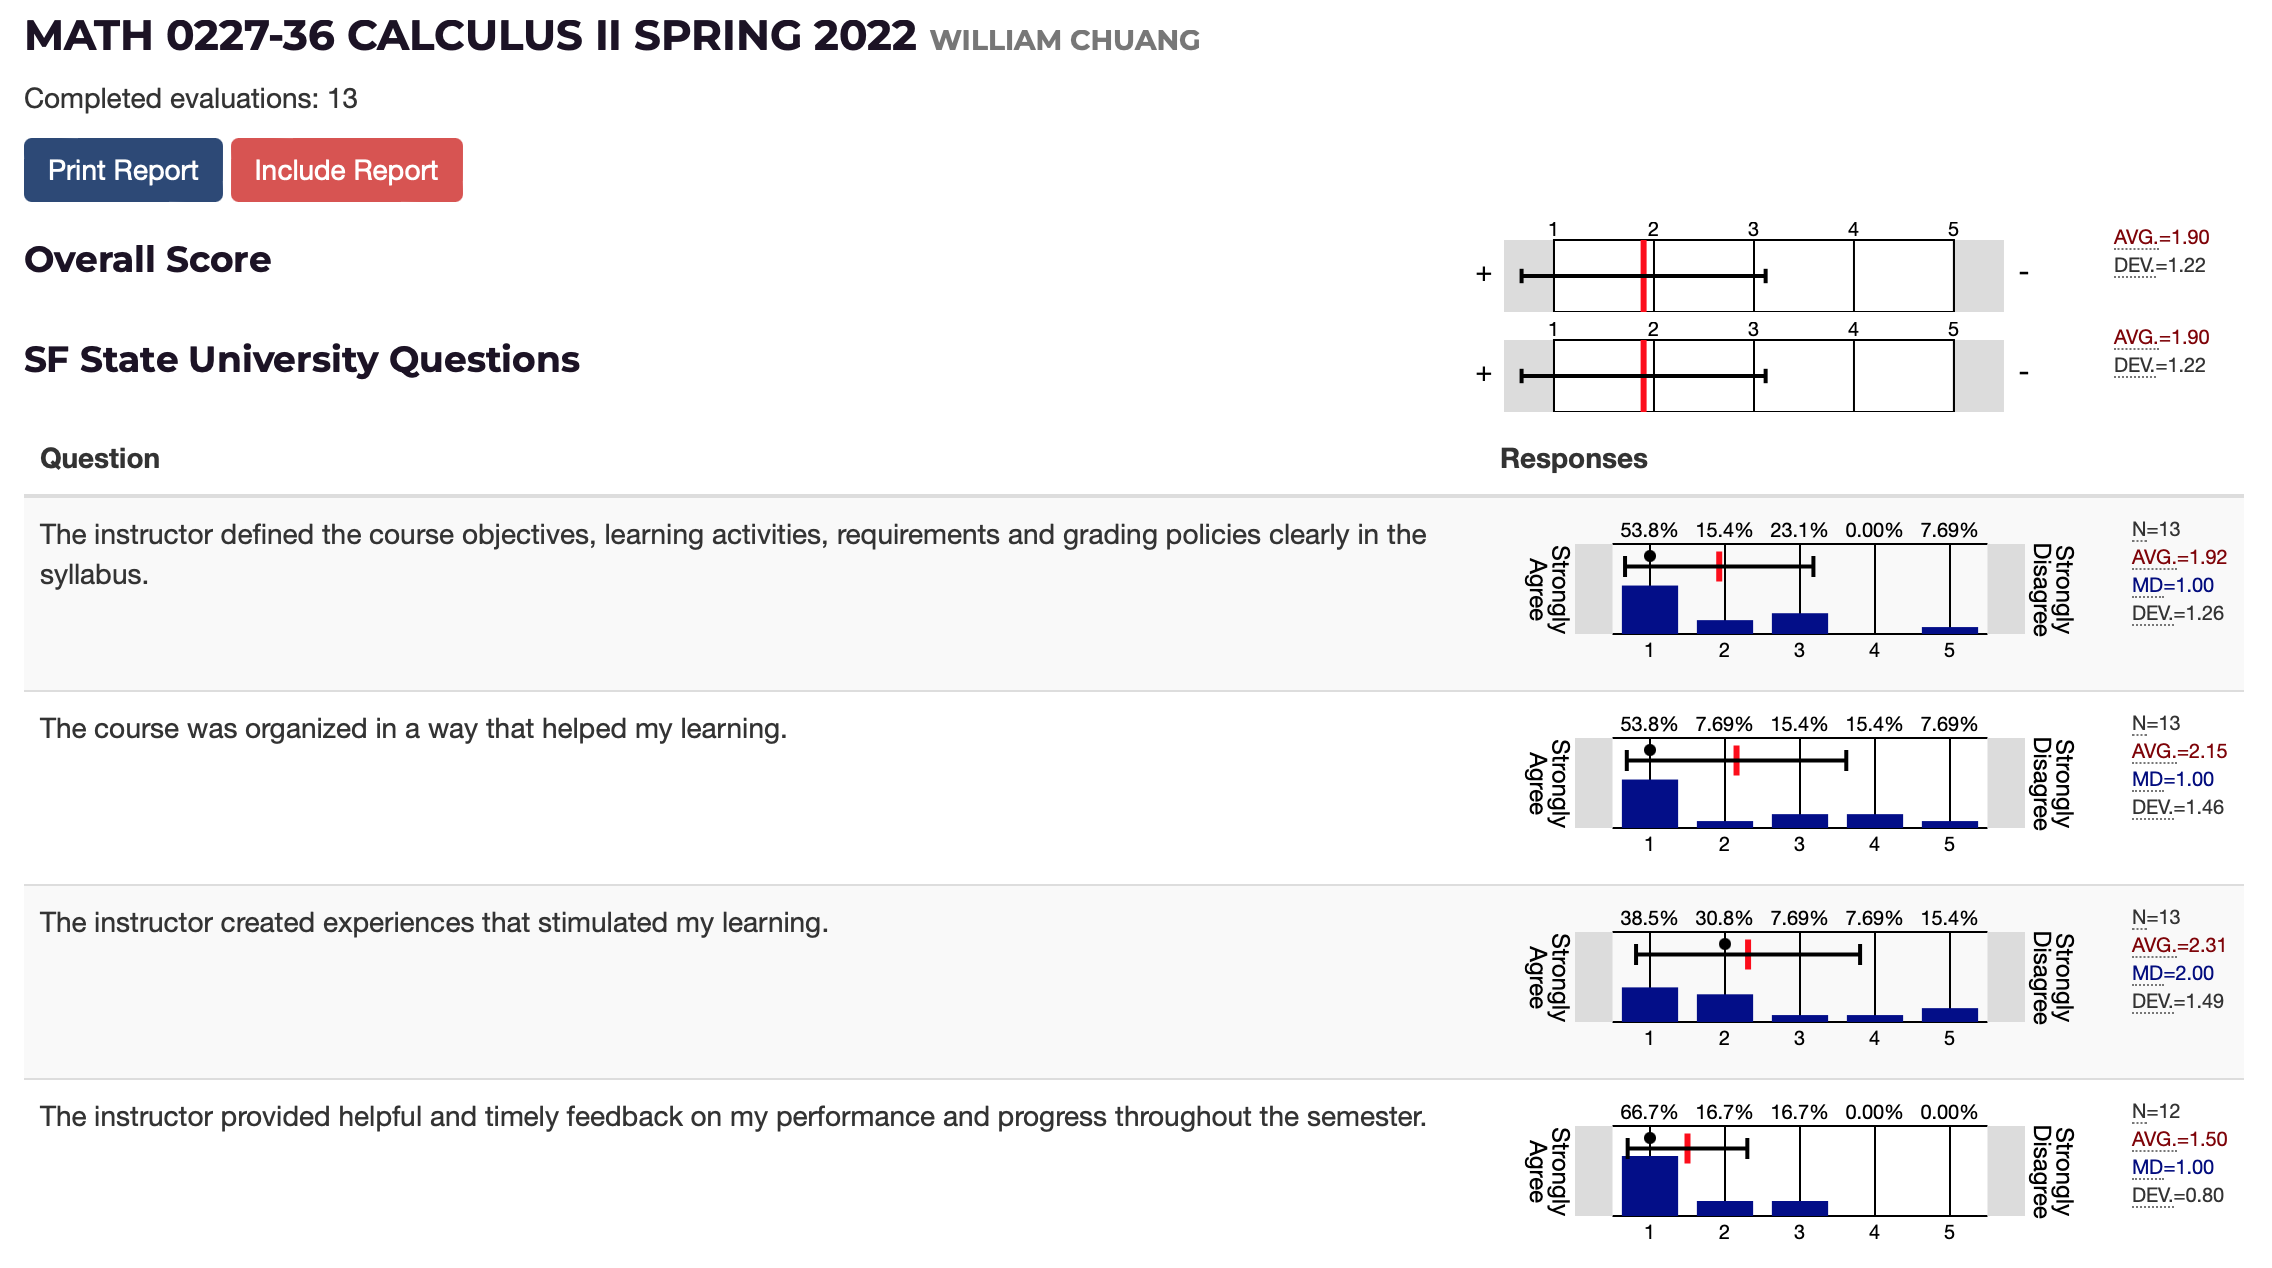 MATH 0227-36 CALCULUS II SPRING 2022 WILLIAM CHUANG
Completed evaluations: 13
Print Report Include Report
Overall Score
1 2 3 4 5
+ -
AVG.=1.90
DEV.=1.22
SF State University Questions
1 2 3 4 5
+ -
AVG.=1.90
DEV.=1.22
Question Responses
The instructor defined the course objectives, learning activities, requirements and grading policies clearly in the
syllabus.
Strongly
Agree
53.8% 15.4% 23.1% 0.00% 7.69%
1 2 3 4 5
Strongly
Disagree
N=13
AVG.=1.92
MD=1.00
DEV.=1.26
The course was organized in a way that helped my learning.
Strongly
Agree
53.8% 7.69% 15.4% 15.4% 7.69%
1 2 3 4 5
Strongly
Disagree
N=13
AVG.=2.15
MD=1.00
DEV.=1.46
The instructor created experiences that stimulated my learning.
Strongly
Agree
38.5% 30.8% 7.69% 7.69% 15.4%
1 2 3 4 5
Strongly
Disagree
N=13
AVG.=2.31
MD=2.00
DEV.=1.49
The instructor provided helpful and timely feedback on my performance and progress throughout the semester.
Strongly
Agree
66.7% 16.7% 16.7% 0.00% 0.00%
1 2 3 4 5
Strongly
Disagree
N=12
AVG.=1.50
MD=1.00
DEV.=0.80